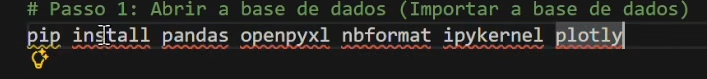 # Passo 1: Abrir a base de dados (Importar a base de dados)
pip install pandas openpyxl nbformat ipykernel plotly